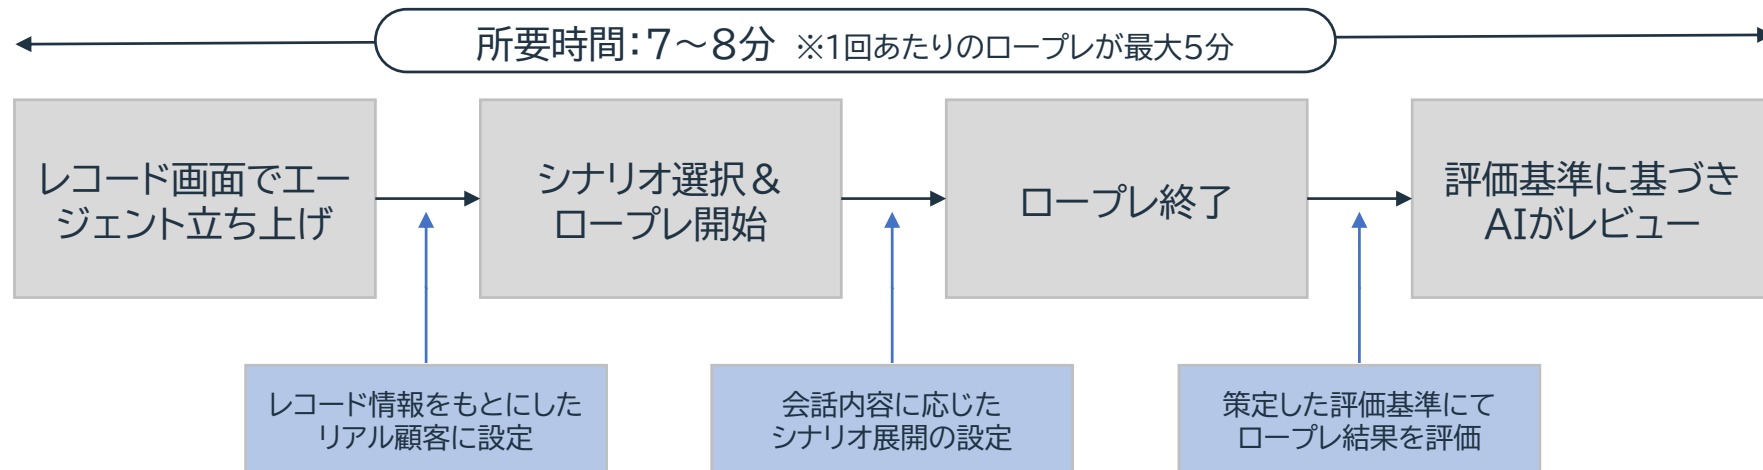 所要時間：7～8分 ※1回あたりのロープレが最大5分
レコード画面でエー
ジェント立ち上げ
シナリオ選択＆
ロープレ開始
ロープレ終了
評価基準に基づき
AIがレビュー
レコード情報をもとにした
リアル顧客に設定
会話内容に応じた
シナリオ展開の設定
策定した評価基準にて
ロープレ結果を評価